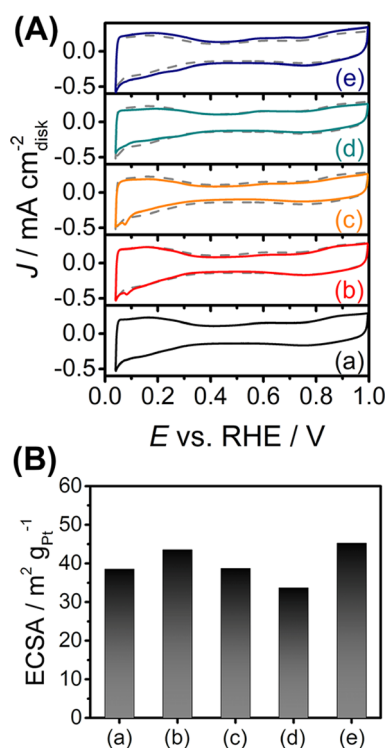 (A)
0.0
-0.5
(e)
0.0
-0.5
(d)
0.0
-0.5
(c)
0.0
-0.5
(b)
0.0
-0.5
(a)
J / mA cm⁻²disk
0.0 0.2 0.4 0.6 0.8 1.0
E vs. RHE / V
(B)
60
50
40
30
20
10
0
ECSA / m² gPt⁻¹
(a) (b) (c) (d) (e)